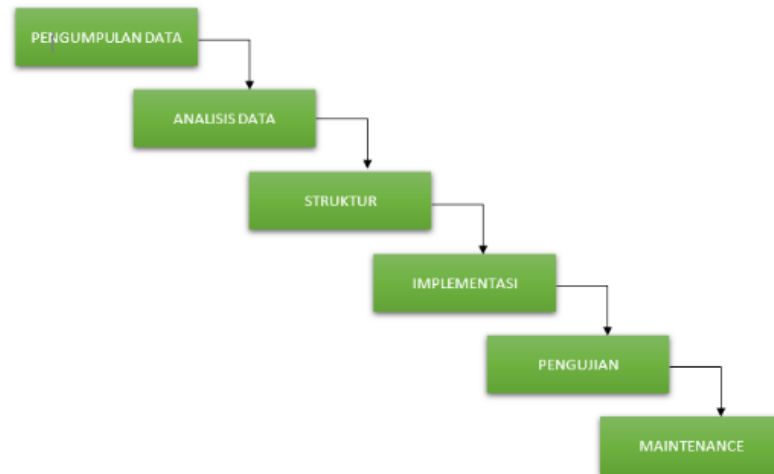 PENGUMPULAN DATA
ANALISIS DATA
STRUKTUR
IMPLEMENTASI
PENGUJIAN
MAINTENANCE